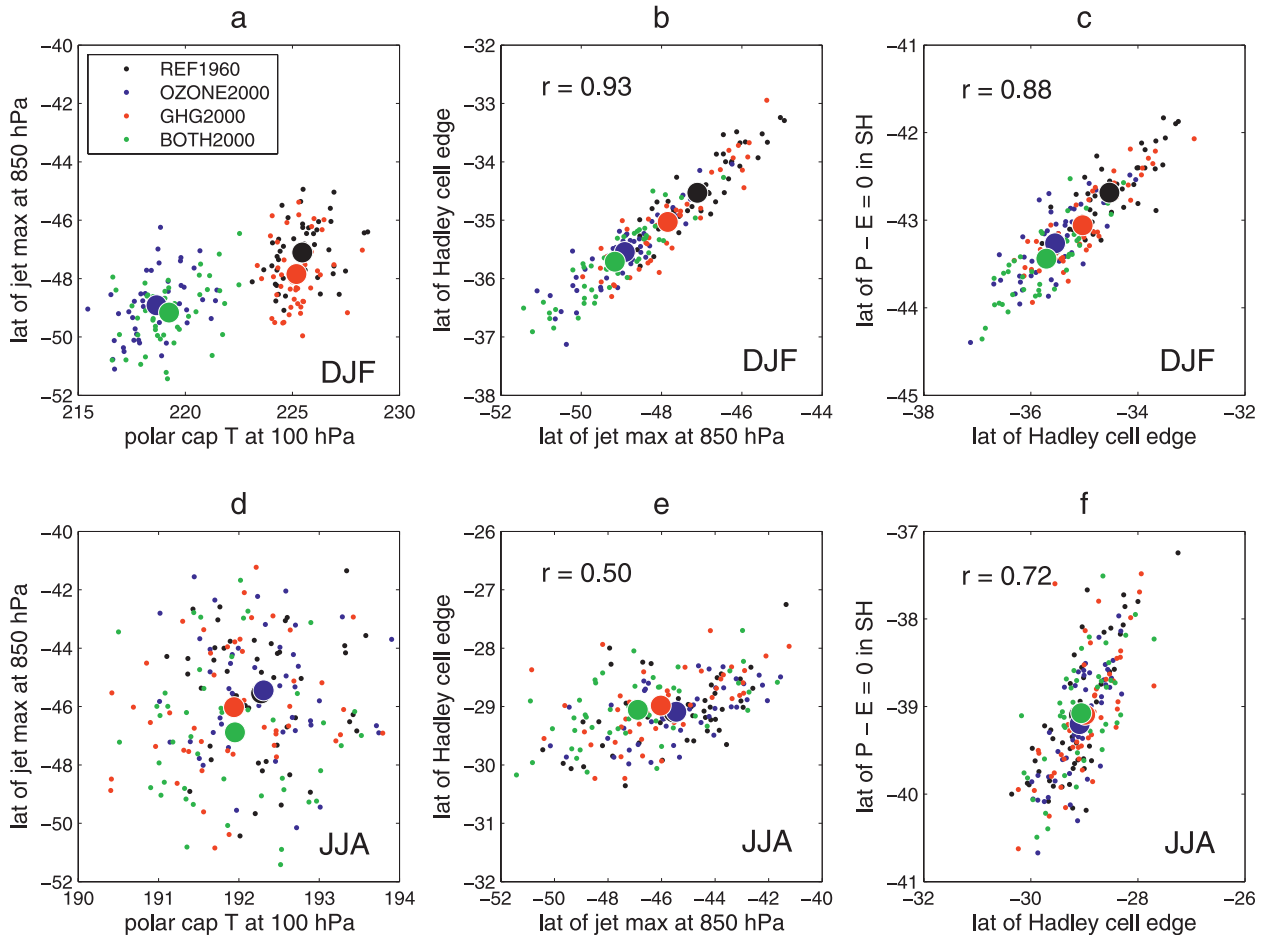 a
−40
−42
−44
−46
−48
−50
−52
215
220
225
230
lat of jet max at 850 hPa
polar cap T at 100 hPa
REF1960
OZONE2000
GHG2000
BOTH2000
DJF
b
−32
−33
−34
−35
−36
−37
−38
−52
−50
−48
−46
−44
lat of Hadley cell edge
lat of jet max at 850 hPa
r = 0.93
DJF
c
−41
−42
−43
−44
−45
−38
−36
−34
−32
lat of P − E = 0 in SH
lat of Hadley cell edge
r = 0.88
DJF
d
−40
−42
−44
−46
−48
−50
−52
190
191
192
193
194
lat of jet max at 850 hPa
polar cap T at 100 hPa
JJA
e
−26
−27
−28
−29
−30
−31
−32
−52
−50
−48
−46
−44
−42
−40
lat of Hadley cell edge
lat of jet max at 850 hPa
r = 0.50
JJA
f
−37
−38
−39
−40
−41
−32
−30
−28
−26
lat of P − E = 0 in SH
lat of Hadley cell edge
r = 0.72
JJA